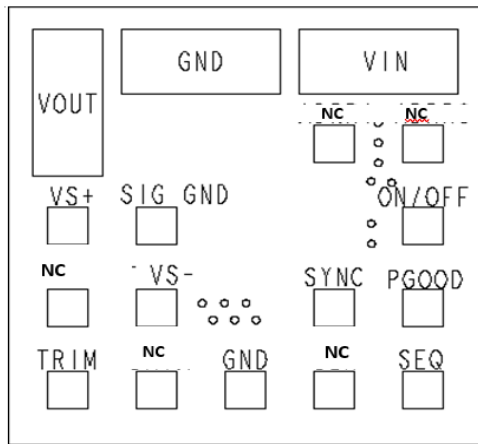 GND
VIN
VOUT
NC
NC
VS+
SIG GND
ON/OFF
NC
VS-
SYNC
PGOOD
TRIM
NC
GND
NC
SEQ